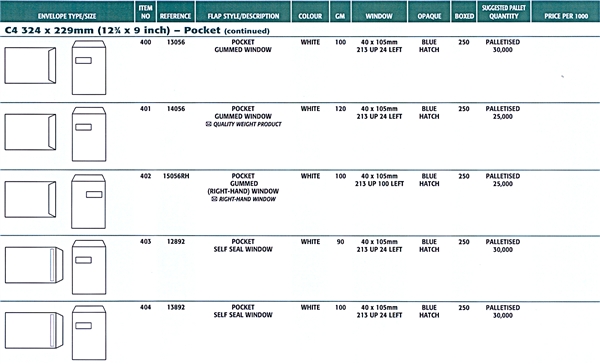 ENVELOPE TYPE/SIZE ITEM NO REFERENCE FLAP STYLE/DESCRIPTION COLOUR GM WINDOW OPAQUE BOXED SUGGESTED PALLET QUANTITY PRICE PER 1000
C4 324 x 229mm (12¾ x 9 inch) – Pocket (continued)
400 13056 POCKET WHITE 100 40 x 105mm BLUE 250 PALLETISED
GUMMED WINDOW 213 UP 24 LEFT HATCH 30,000
401 14056 POCKET WHITE 120 40 x 105mm BLUE 250 PALLETISED
GUMMED WINDOW 213 UP 24 LEFT HATCH 25,000
QUALITY WEIGHT PRODUCT
402 15056RH POCKET WHITE 100 40 x 105mm BLUE 250 PALLETISED
GUMMED 213 UP 100 LEFT HATCH 25,000
(RIGHT-HAND) WINDOW
RIGHT-HAND WINDOW
403 12892 POCKET WHITE 90 40 x 105mm BLUE 250 PALLETISED
SELF SEAL WINDOW 213 UP 24 LEFT HATCH 30,000
404 13892 POCKET WHITE 100 40 x 105mm BLUE 250 PALLETISED
SELF SEAL WINDOW 213 UP 24 LEFT HATCH 30,000